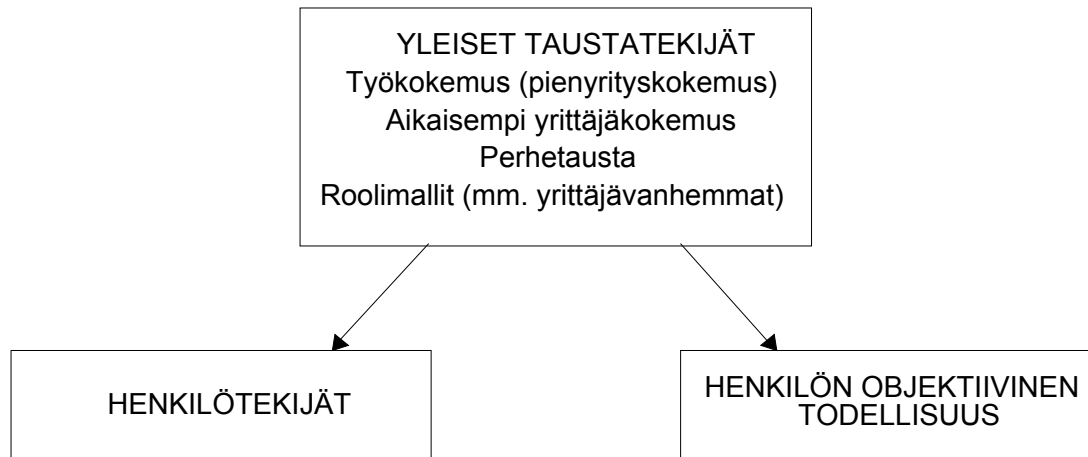 YLEISET TAUSTATEKIJÄT
Työkokemus (pienyrityskokemus)
Aikaisempi yrittäjäkokemus
Perhetausta
Roolimallit (mm. yrittäjävanhemmat)
HENKILÖTEKIJÄT
HENKILÖN OBJEKTIIVINEN
TODELLISUUS